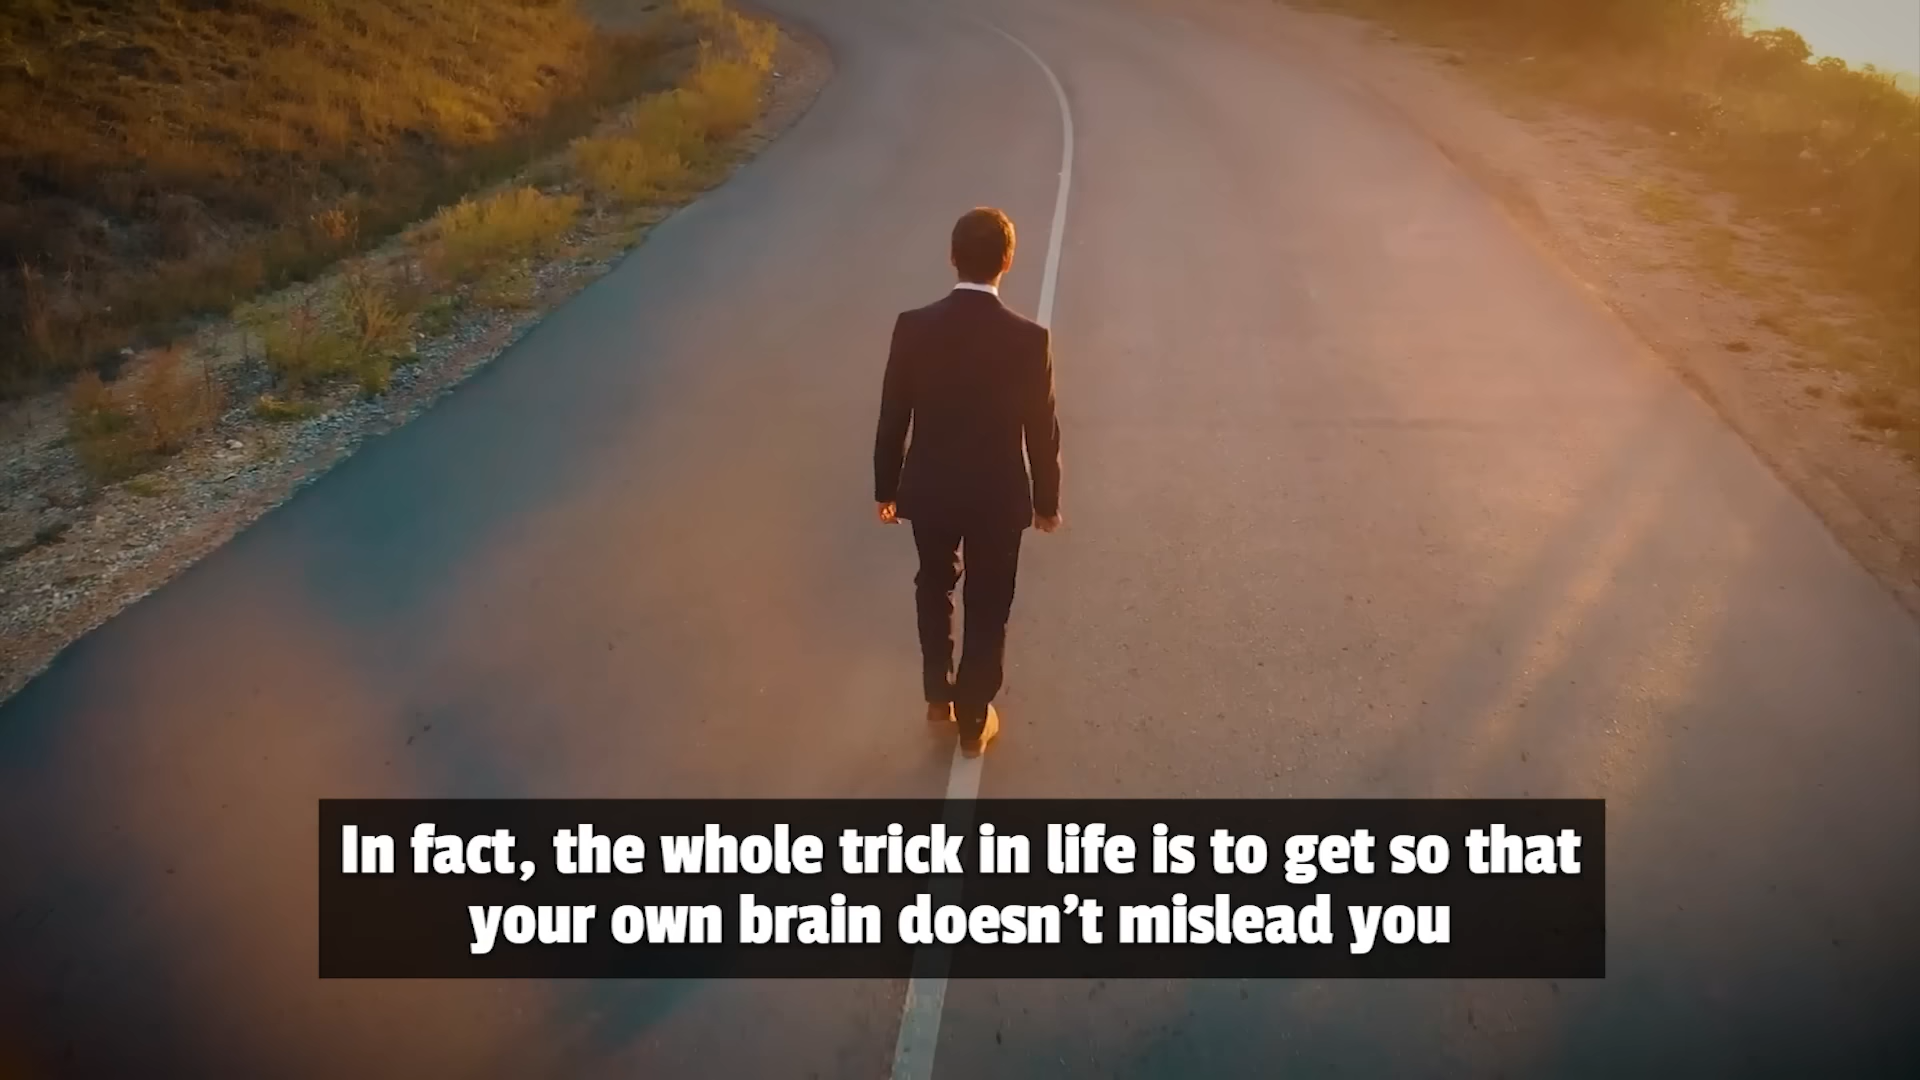 In fact, the whole trick in life is to get so that
your own brain doesn’t mislead you